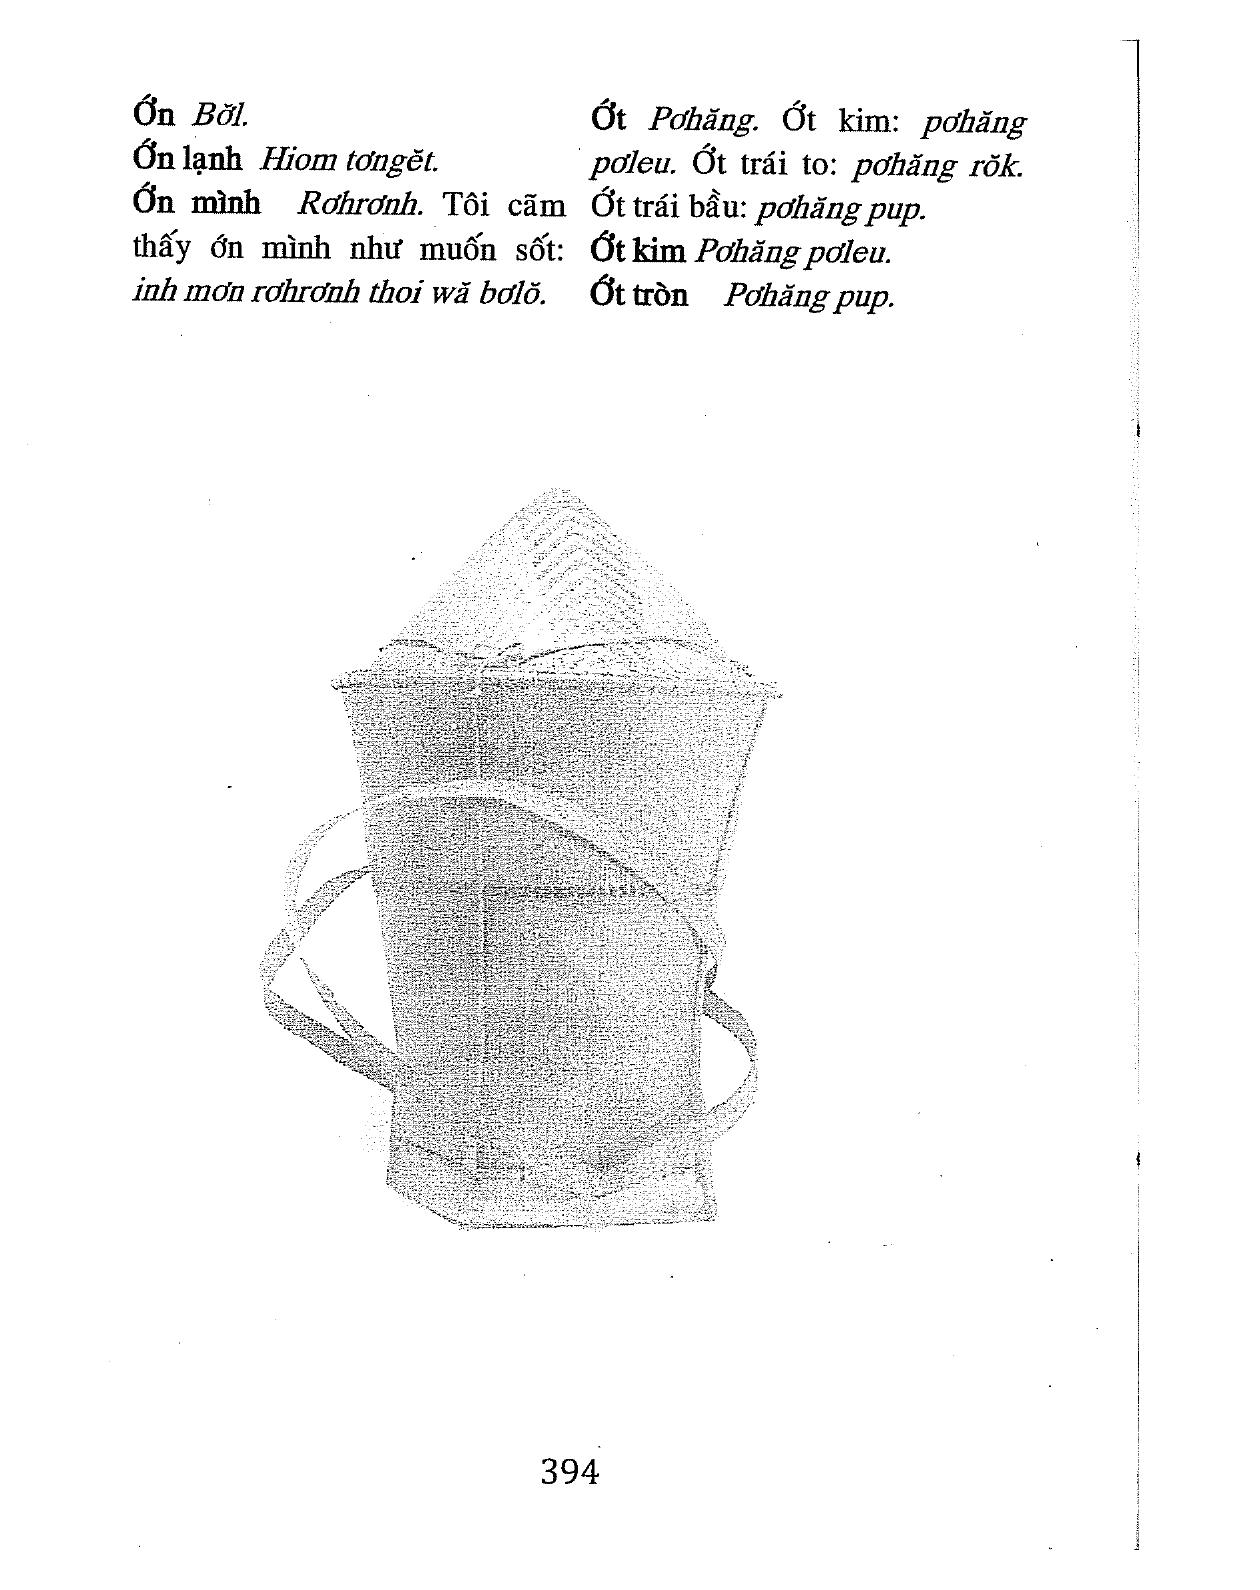 Ớn Bơ̆l.
Ớn lạnh Hiom tơngĕt.
Ớn mình Rơhrơnh. Tôi cãm
thấy ớn mình như muốn sốt:
inh mơn rơhrơnh thoi wă bơlŏ.
Ớt Pơhăng. Ớt kim: pơhăng
pơleu. Ớt trái to: pơhăng rŏk.
Ớt trái bầu: pơhăng pup.
Ớt kim Pơhăng pơleu.
Ớt tròn Pơhăng pup.
394